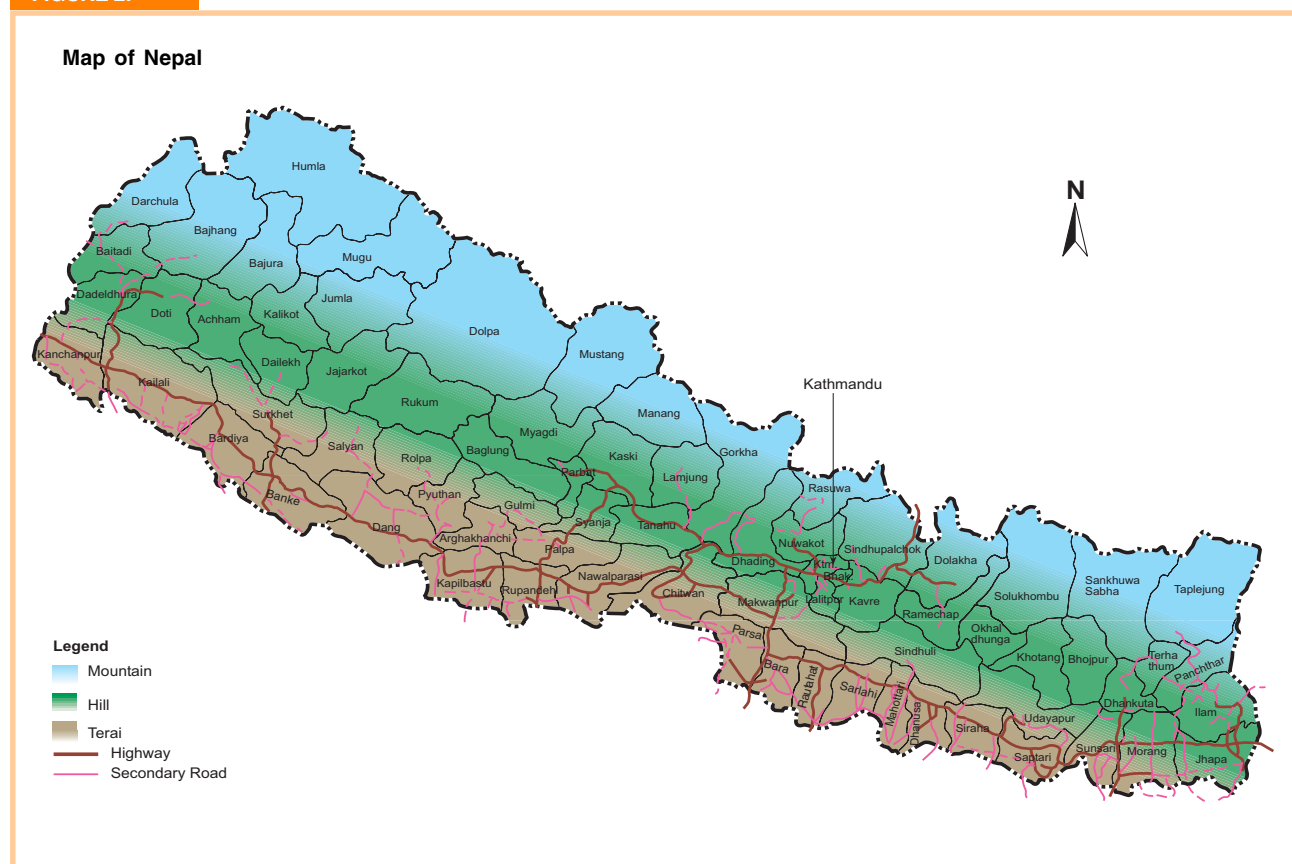 Map of Nepal
Humla
Darchula
N
Bajhang
Baitadi
Mugu
Bajura
Dadeldhura
Jumla
Doti
Achham
Kalikot
Dolpa
Mustang
Kanchanpur
Dailekh
Jajarkot
Kathmandu
Kailali
Rukum
Surkhet
Manang
Bardiya
Salyan
Myagdi
Baglung
Gorkha
Rolpa
Kaski
Parbat
Lamjung
Rasuwa
Banke
Pyuthan
Gulmi
Dang
Syanja
Tanahu
Arghakhanchi
Nuwakot
Sindhupalchok
Palpa
Dhading
Ktm.
Dolakha
Bhak.
Kapilbastu
Rupandehi
Nawalparasi
Chitwan
Makwanpur
Lalitpur
Kavre
Solukhombu
Sankhuwa
Sabha
Taplejung
Ramechap
Okhal
dhunga
Parsa
Sindhuli
Khotang
Bhojpur
Terha
thum
Panchthar
Bara
Rautahat
Sarlahi
Mahottari
Dhanusa
Dhankuta
Ilam
Siraha
Udayapur
Saptari
Sunsari
Morang
Jhapa
Legend
Mountain
Hill
Terai
Highway
Secondary Road